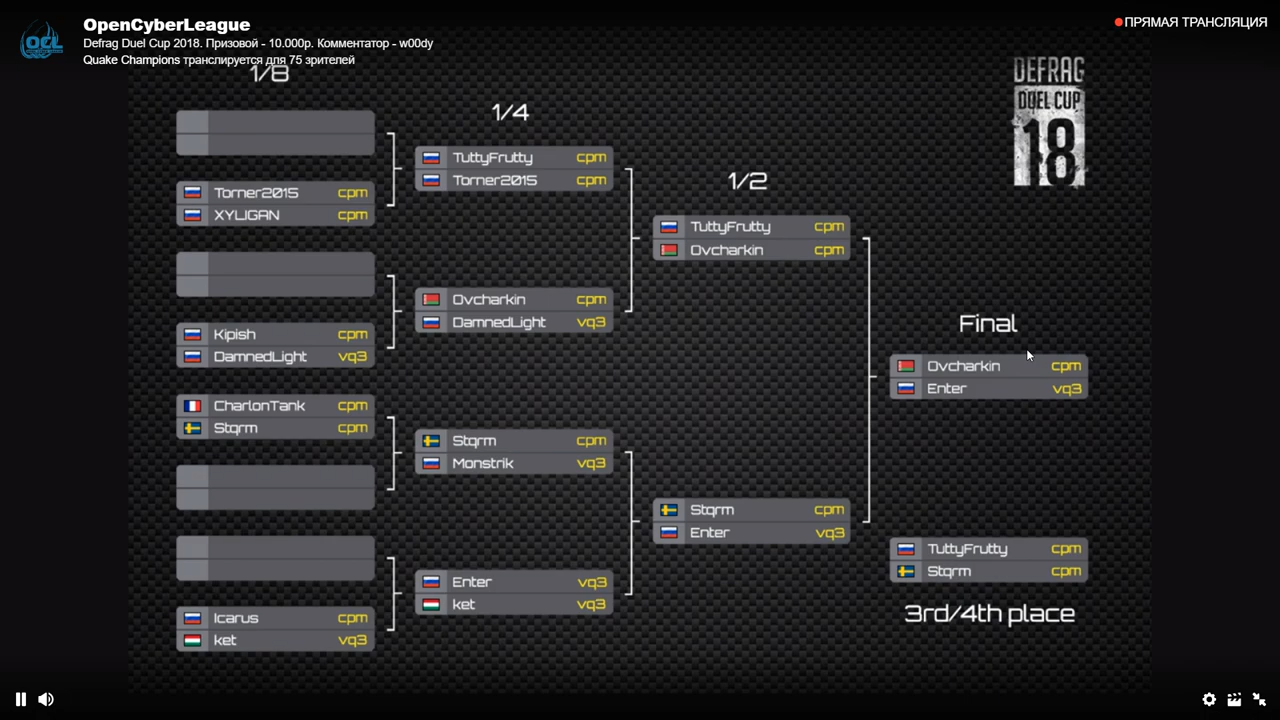 OpenCyberLeague
Defrag Duel Cup 2018. Призовой - 10.000р. Комментатор - w00dy
Quake Champions транслируется для 75 зрителей
ПРЯМАЯ ТРАНСЛЯЦИЯ
OCL
DEFRAG
DUEL CUP
18
1/8
Torner2015 cpm
XYLIGAN cpm
Kipish cpm
DamnedLight vq3
CharlonTank cpm
Stqrm cpm
Icarus cpm
ket vq3
1/4
TuttyFrutty cpm
Torner2015 cpm
Ovcharkin cpm
DamnedLight vq3
Stqrm cpm
Monstrik vq3
Enter vq3
ket vq3
1/2
TuttyFrutty cpm
Ovcharkin cpm
Stqrm cpm
Enter vq3
Final
Ovcharkin cpm
Enter vq3
TuttyFrutty cpm
Stqrm cpm
3rd/4th place